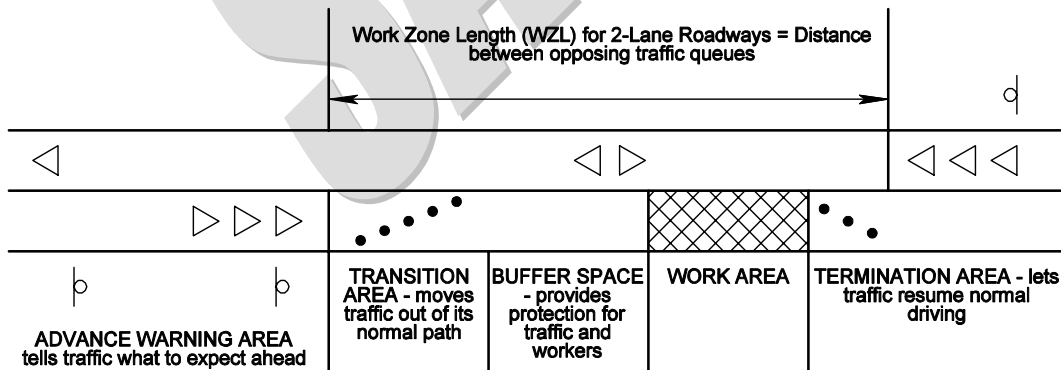 Work Zone Length (WZL) for 2-Lane Roadways = Distance
between opposing traffic queues
ADVANCE WARNING AREA
tells traffic what to expect ahead
TRANSITION
AREA - moves
traffic out of its
normal path
BUFFER SPACE
- provides
protection for
traffic and
workers
WORK AREA
TERMINATION AREA - lets
traffic resume normal
driving